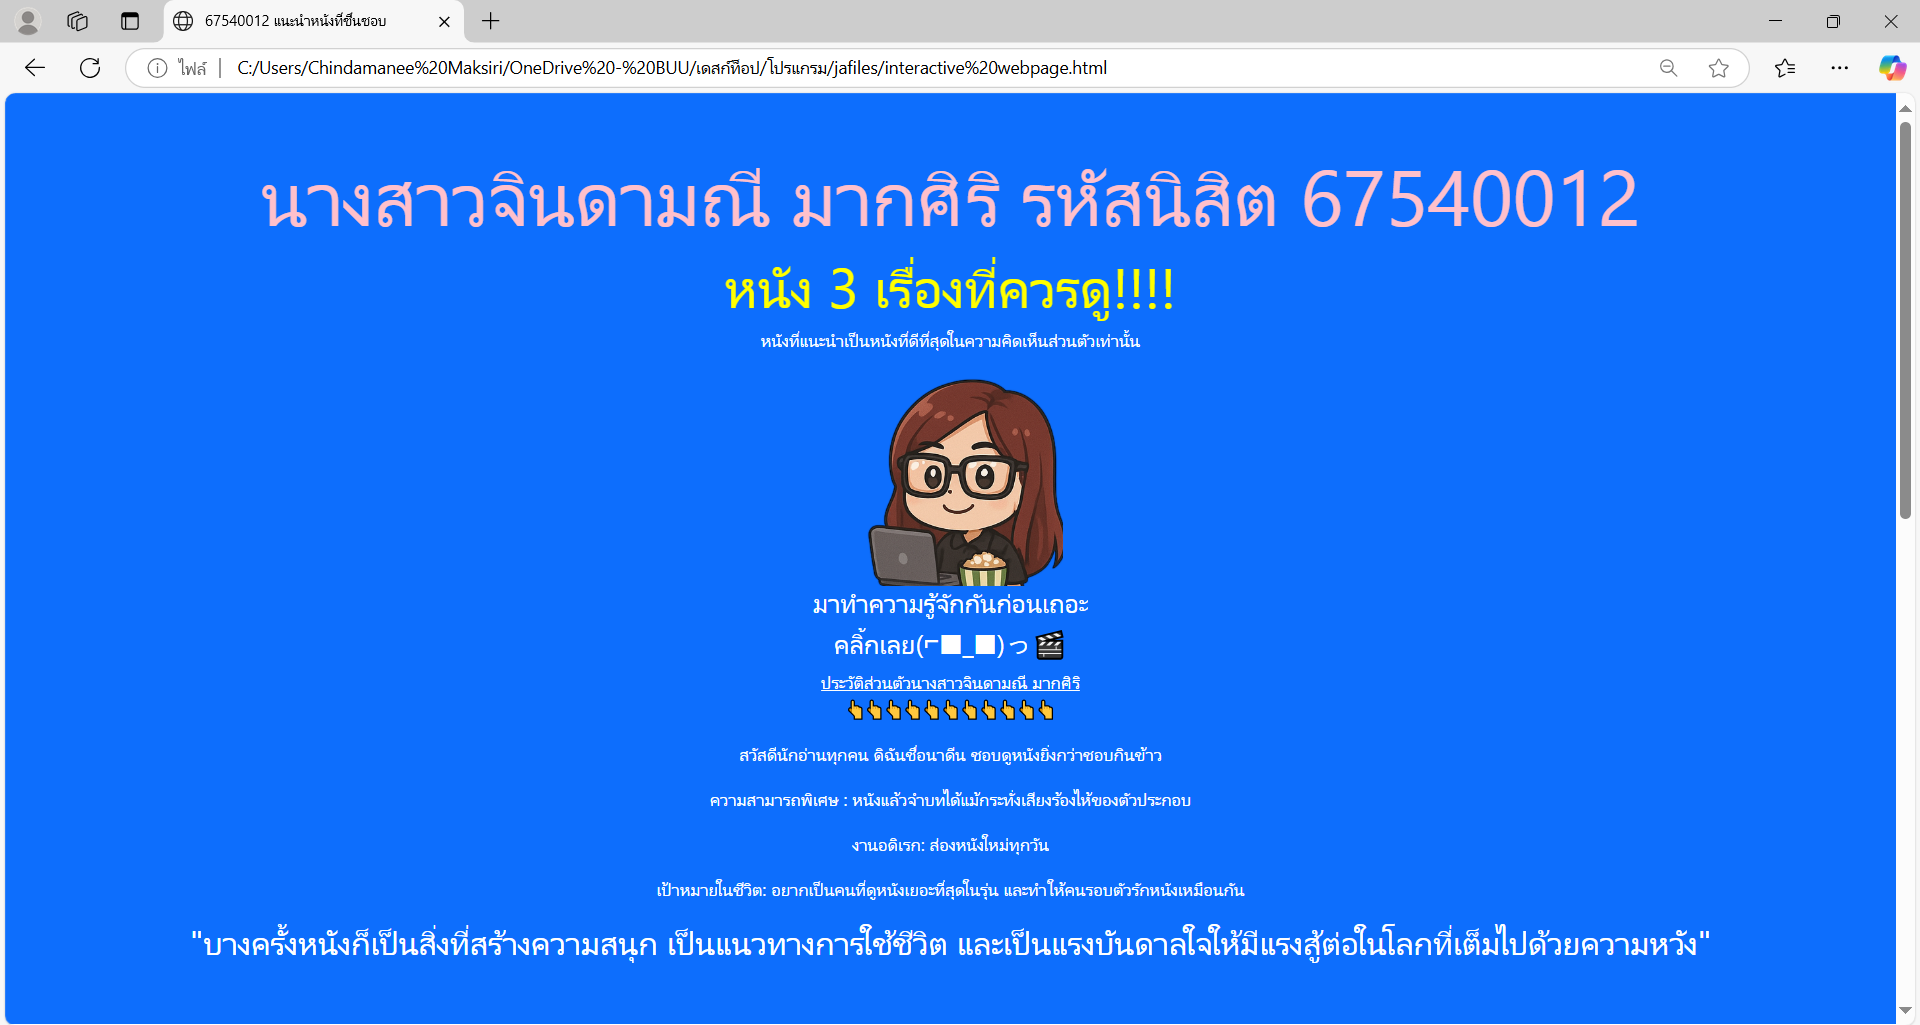 67540012 แนะนำหนังที่ชื่นชอบ
ไฟล์ C:/Users/Chindamanee%20Maksiri/OneDrive%20-%20BUU/เดสก์ท็อป/โปรแกรม/jafiles/interactive%20webpage.html
นางสาวจินดามณี มากศิริ รหัสนิสิต 67540012
หนัง 3 เรื่องที่ควรดู!!!!
หนังที่แนะนำเป็นหนังที่ดีที่สุดในความคิดเห็นส่วนตัวเท่านั้น
มาทำความรู้จักกันก่อนเถอะ
คลิ้กเลย(⌐■_■)っ 🎬
ประวัติส่วนตัวนางสาวจินดามณี มากศิริ
👆👆👆👆👆👆👆👆👆👆👆
สวัสดีนักอ่านทุกคน ดิฉันชื่อนาดีน ชอบดูหนังยิ่งกว่าชอบกินข้าว
ความสามารถพิเศษ : หนังแล้วจำบทได้แม้กระทั่งเสียงร้องไห้ของตัวประกอบ
งานอดิเรก: ส่องหนังใหม่ทุกวัน
เป้าหมายในชีวิต: อยากเป็นคนที่ดูหนังเยอะที่สุดในรุ่น และทำให้คนรอบตัวรักหนังเหมือนกัน
"บางครั้งหนังก็เป็นสิ่งที่สร้างความสนุก เป็นแนวทางการใช้ชีวิต และเป็นแรงบันดาลใจให้มีแรงสู้ต่อในโลกที่เต็มไปด้วยความหวัง"